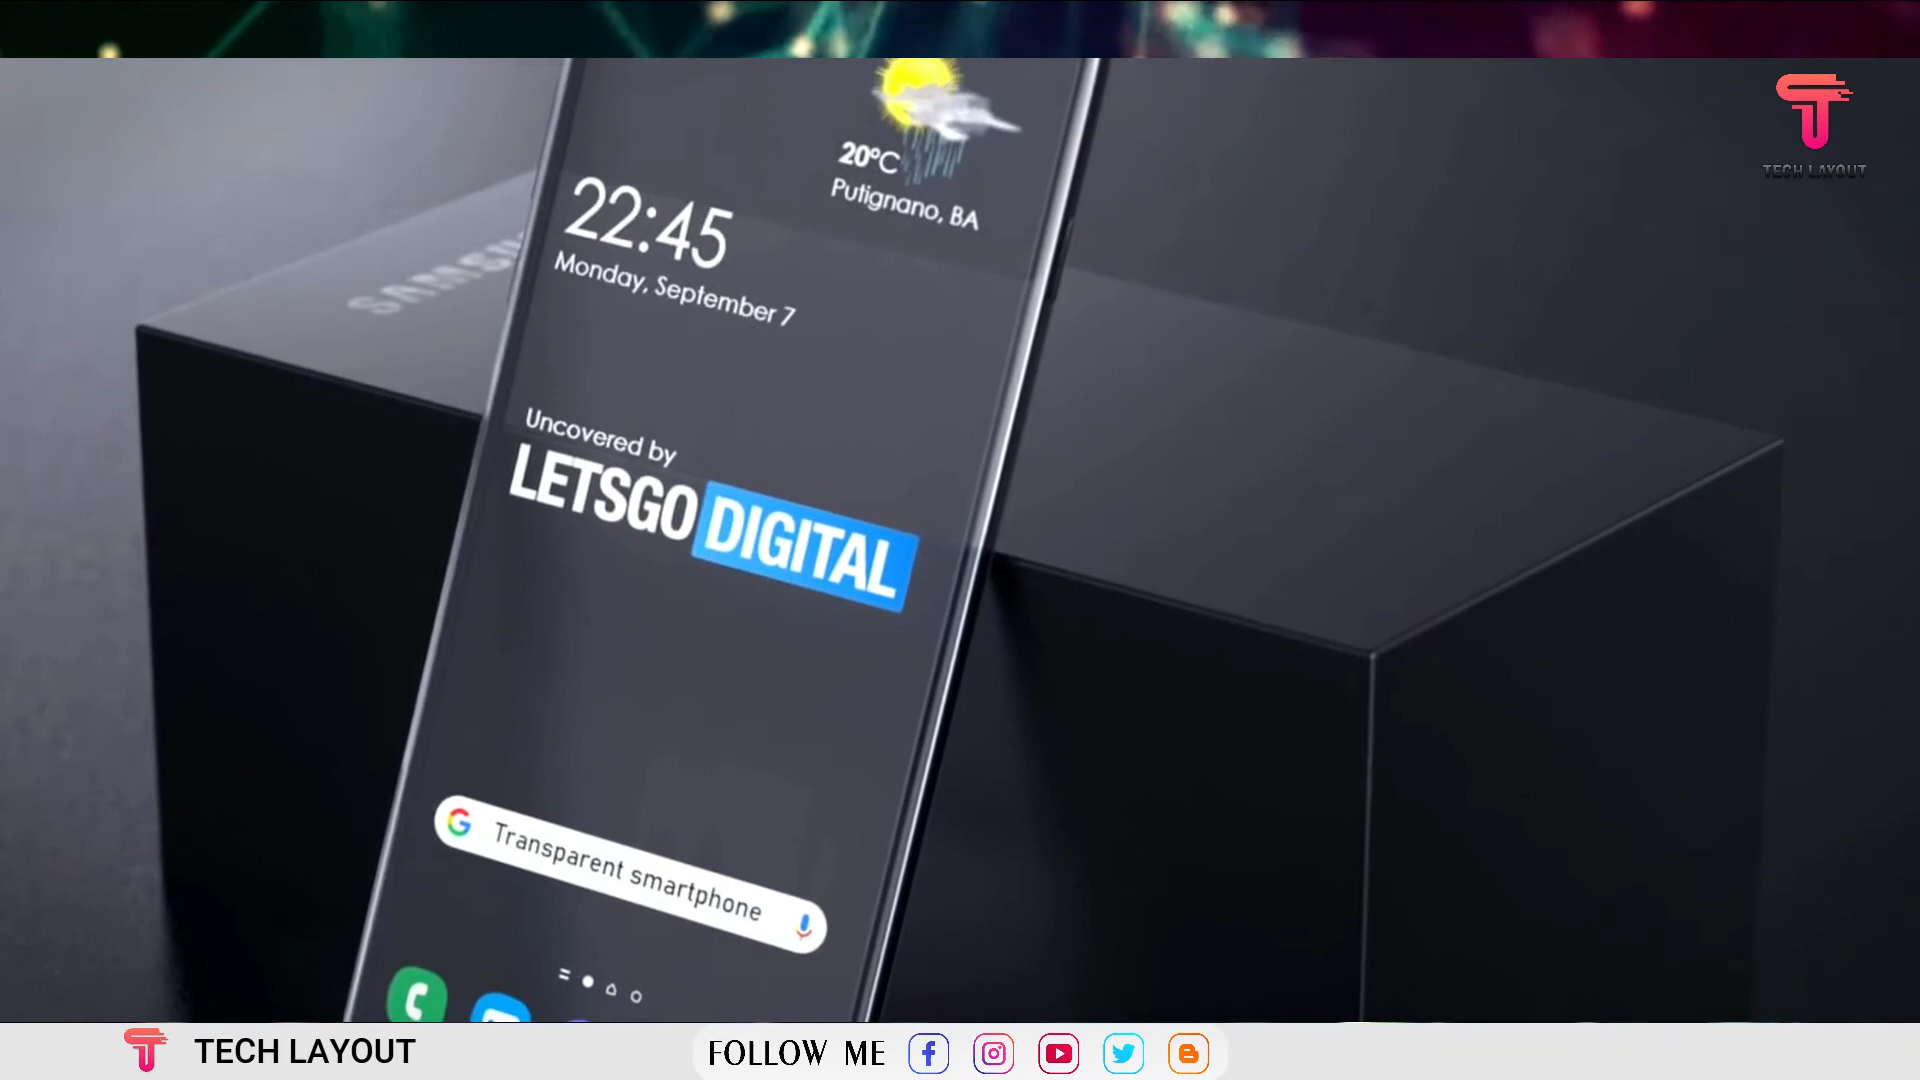 TECH LAYOUT
20°C
Putignano, BA
22:45
Monday, September 7
SAMSUNG
Uncovered by
LETSGO DIGITAL
Transparent smartphone
TECH LAYOUT
FOLLOW ME